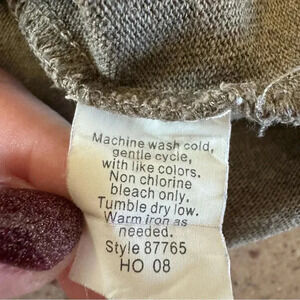 Machine wash cold,
gentle cycle,
with like colors.
Non chlorine
bleach only.
Tumble dry low.
Warm iron as
needed.
Style 87765
HO 08